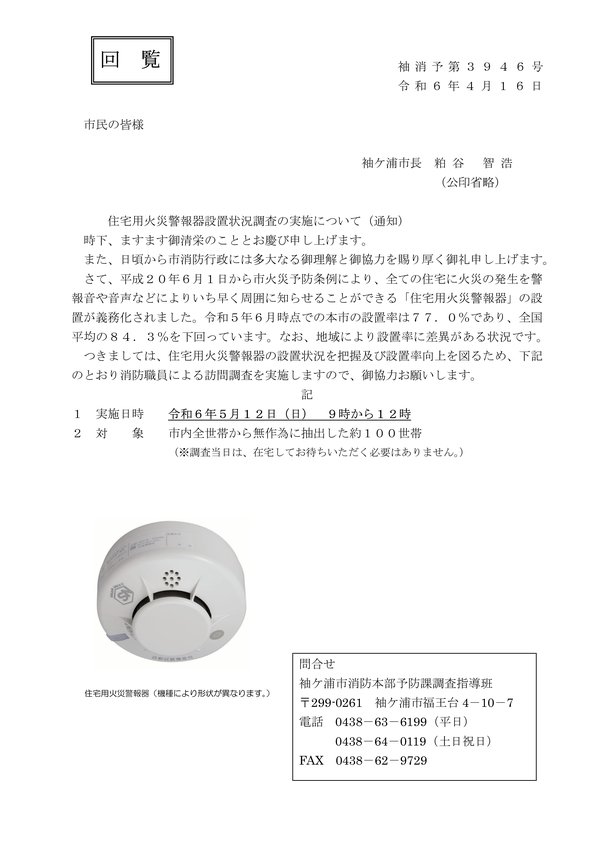 回　覧
袖消予第３９４６号
令和６年４月１６日
市民の皆様
袖ケ浦市長　粕谷　智浩
（公印省略）
住宅用火災警報器設置状況調査の実施について（通知）
時下、ますます御清栄のこととお慶び申し上げます。
また、日頃から市消防行政には多大なる御理解と御協力を賜り厚く御礼申し上げます。
さて、平成２０年６月１日から市火災予防条例により、全ての住宅に火災の発生を警
報音や音声などによりいち早く周囲に知らせることができる「住宅用火災警報器」の設
置が義務化されました。令和５年６月時点での本市の設置率は７７．０％であり、全国
平均の８４．３％を下回っています。なお、地域により設置率に差異がある状況です。
つきましては、住宅用火災警報器の設置状況を把握及び設置率向上を図るため、下記
のとおり消防職員による訪問調査を実施しますので、御協力お願いします。
記
１　実施日時　　令和６年５月１２日（日）　９時から１２時
２　対　　象　　市内全世帯から無作為に抽出した約１００世帯
（※調査当日は、在宅してお待ちいただく必要はありません。）
住宅用火災警報器（機種により形状が異なります。）
問合せ
袖ケ浦市消防本部予防課調査指導班
〒299-0261　袖ケ浦市福王台４－１０－７
電話　0438－63－6199（平日）
0438－64－0119（土日祝日）
FAX　0438－62－9729